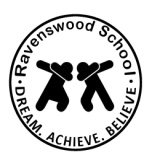 Ravenswood School
DREAM. ACHIEVE. BELIEVE